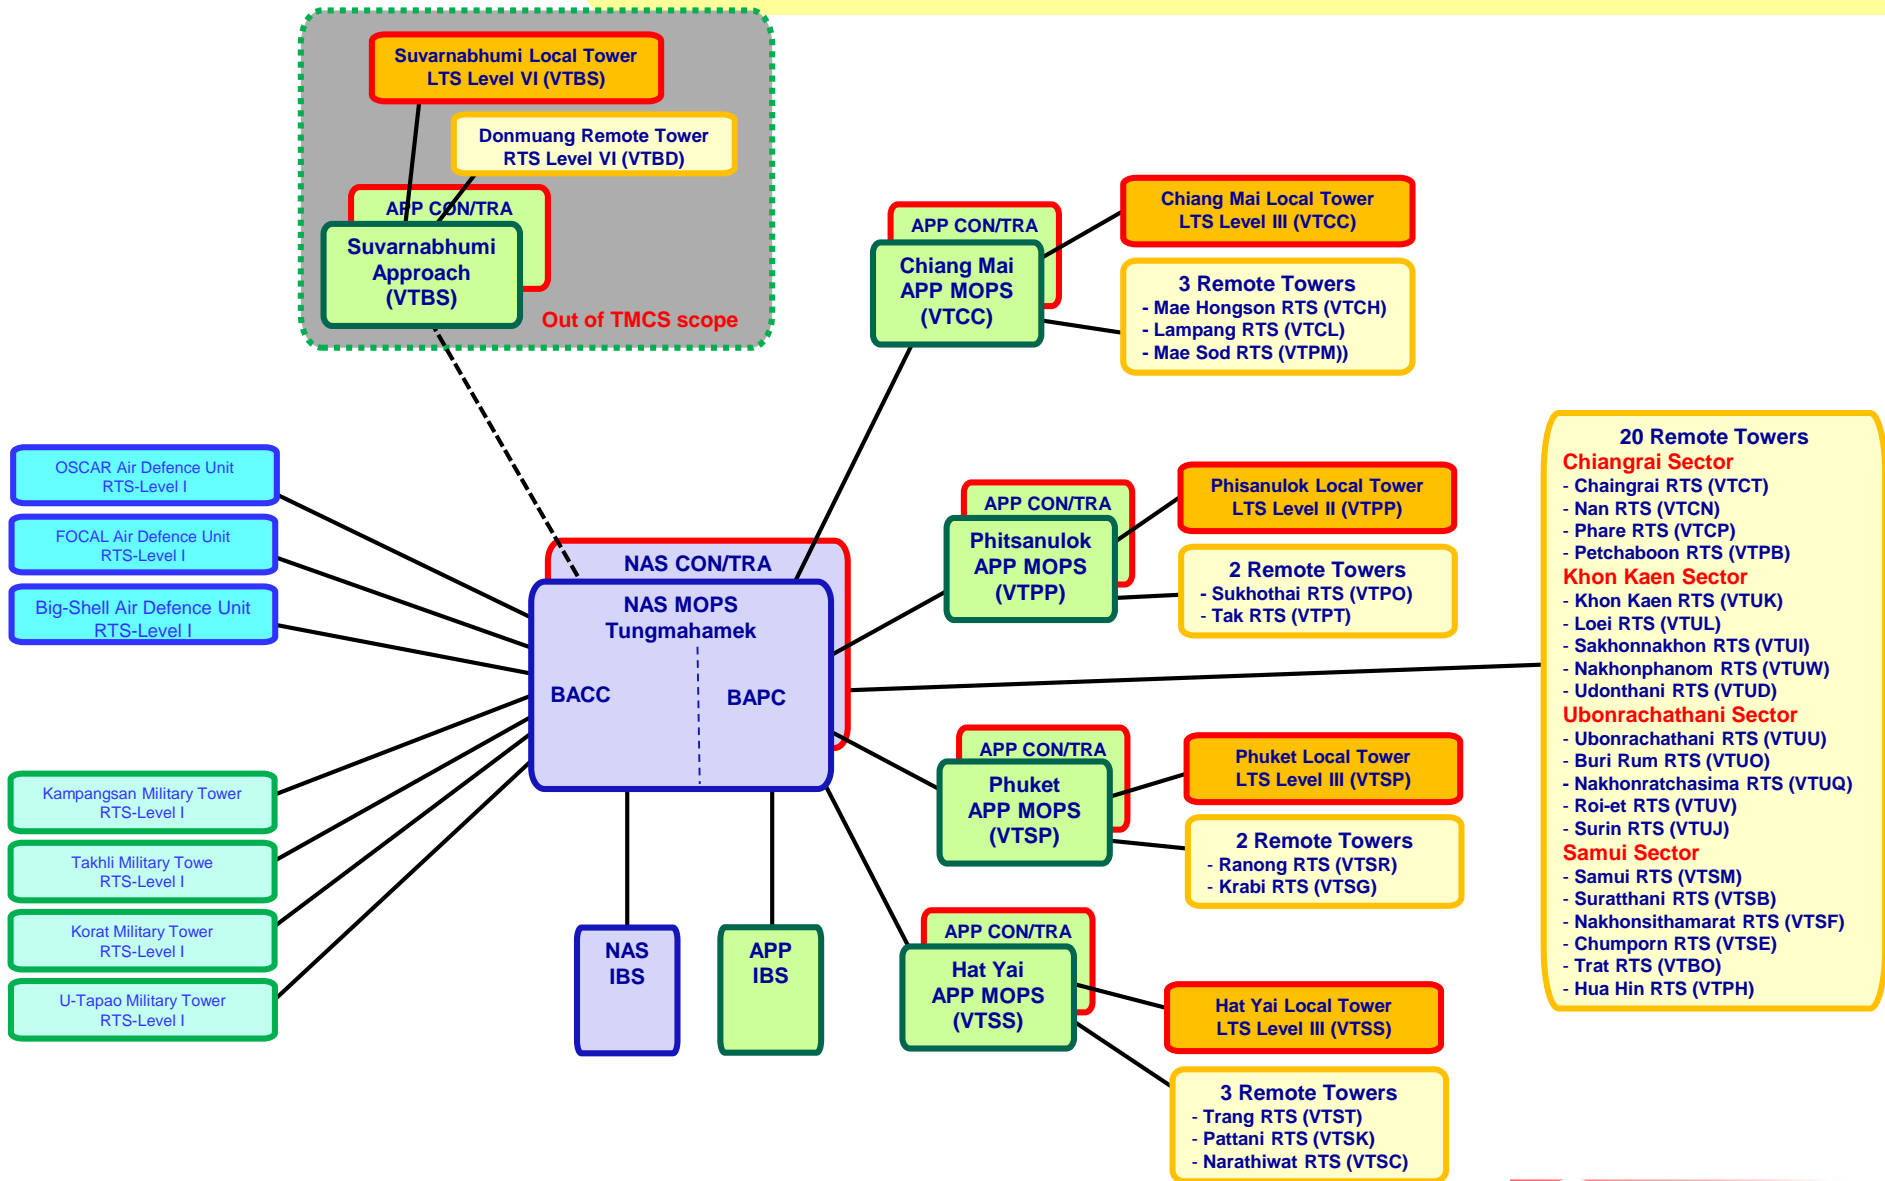 Suvarnabhumi Local Tower
LTS Level VI (VTBS)
Donmuang Remote Tower
RTS Level VI (VTBD)
APP CON/TRA
Suvarnabhumi
Approach
(VTBS)
Out of TMCS scope
APP CON/TRA
Chiang Mai
APP MOPS
(VTCC)
Chiang Mai Local Tower
LTS Level III (VTCC)
3 Remote Towers
- Mae Hongson RTS (VTCH)
- Lampang RTS (VTCL)
- Mae Sod RTS (VTPM))
OSCAR Air Defence Unit
RTS-Level I
FOCAL Air Defence Unit
RTS-Level I
Big-Shell Air Defence Unit
RTS-Level I
NAS CON/TRA
NAS MOPS
Tungmahamek
BACC
BAPC
APP CON/TRA
Phitsanulok
APP MOPS
(VTPP)
Phisanulok Local Tower
LTS Level II (VTPP)
2 Remote Towers
- Sukhothai RTS (VTPO)
- Tak RTS (VTPT)
20 Remote Towers
Chiangrai Sector
- Chaingrai RTS (VTCT)
- Nan RTS (VTCN)
- Phare RTS (VTCP)
- Petchaboon RTS (VTPB)
Khon Kaen Sector
- Khon Kaen RTS (VTUK)
- Loei RTS (VTUL)
- Sakhonnakhon RTS (VTUI)
- Nakhonphanom RTS (VTUW)
- Udonthani RTS (VTUD)
Ubonrachathani Sector
- Ubonrachathani RTS (VTUU)
- Buri Rum RTS (VTUO)
- Nakhonratchasima RTS (VTUQ)
- Roi-et RTS (VTUV)
- Surin RTS (VTUJ)
Samui Sector
- Samui RTS (VTSM)
- Suratthani RTS (VTSB)
- Nakhonsithamarat RTS (VTSF)
- Chumporn RTS (VTSE)
- Trat RTS (VTBO)
- Hua Hin RTS (VTPH)
Kampangsan Military Tower
RTS-Level I
Takhli Military Towe
RTS-Level I
Korat Military Tower
RTS-Level I
U-Tapao Military Tower
RTS-Level I
NAS
IBS
APP
IBS
APP CON/TRA
Phuket
APP MOPS
(VTSP)
Phuket Local Tower
LTS Level III (VTSP)
2 Remote Towers
- Ranong RTS (VTSR)
- Krabi RTS (VTSG)
APP CON/TRA
Hat Yai
APP MOPS
(VTSS)
Hat Yai Local Tower
LTS Level III (VTSS)
3 Remote Towers
- Trang RTS (VTST)
- Pattani RTS (VTSK)
- Narathiwat RTS (VTSC)